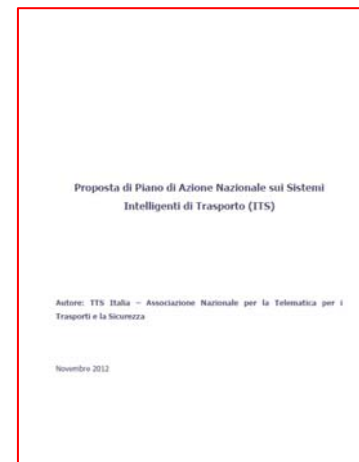 Proposta di Piano di Azione Nazionale sui Sistemi
Intelligenti di Trasporto (ITS)
Autore: TTS Italia – Associazione Nazionale per la Telematica per i
Trasporti e la Sicurezza
Novembre 2012